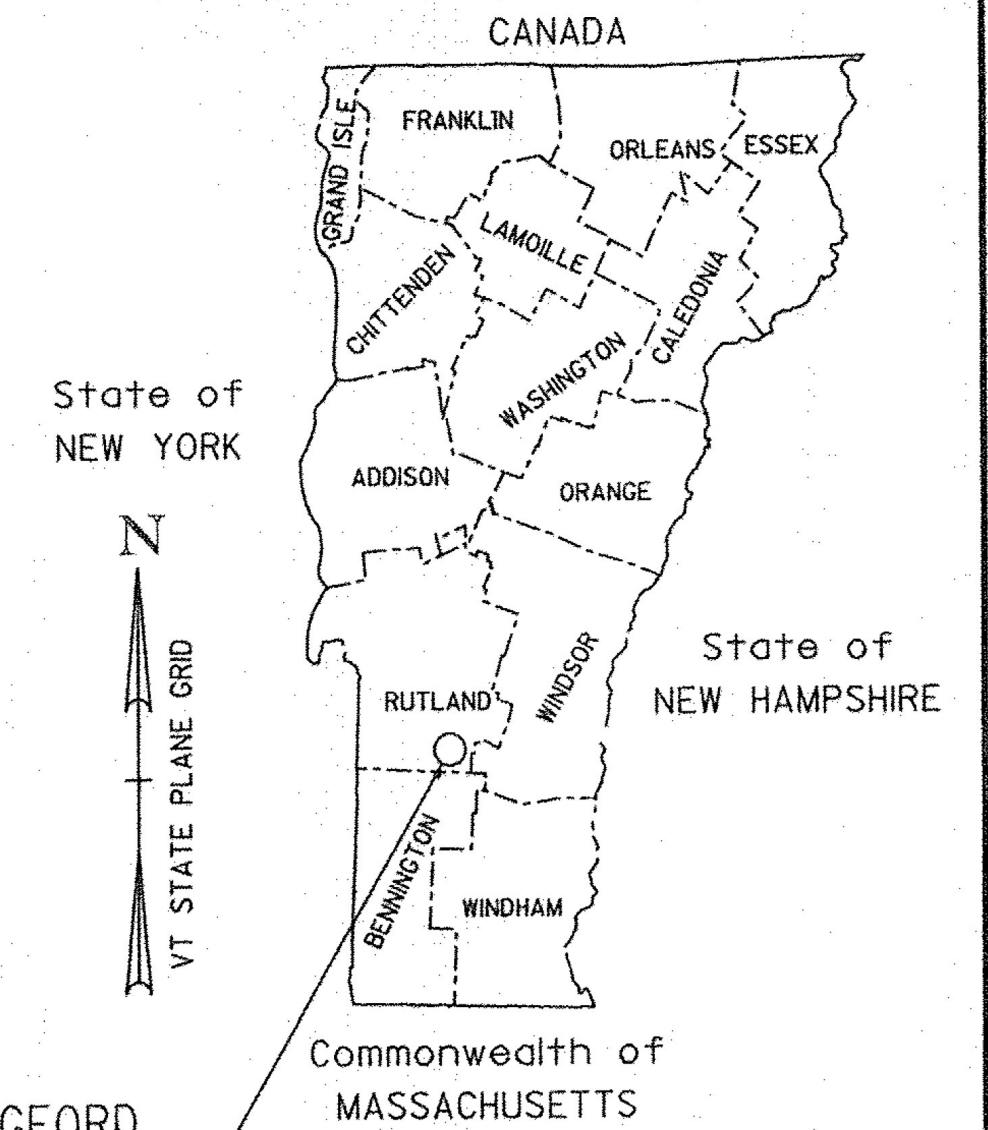 CANADA
FRANKLIN
ORLEANS
ESSEX
GRAND ISLE
LAMOILLE
CHITTENDEN
CALEDONIA
WASHINGTON
State of
NEW YORK
ADDISON
ORANGE
N
VT STATE PLANE GRID
State of
NEW HAMPSHIRE
WINDSOR
RUTLAND
BENNINGTON
WINDHAM
Commonwealth of
MASSACHUSETTS
GFORD